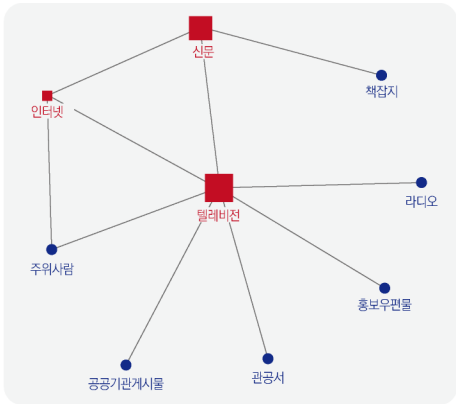 신문
책잡지
인터넷
라디오
텔레비전
주위사람
홍보우편물
관공서
공공기관게시물